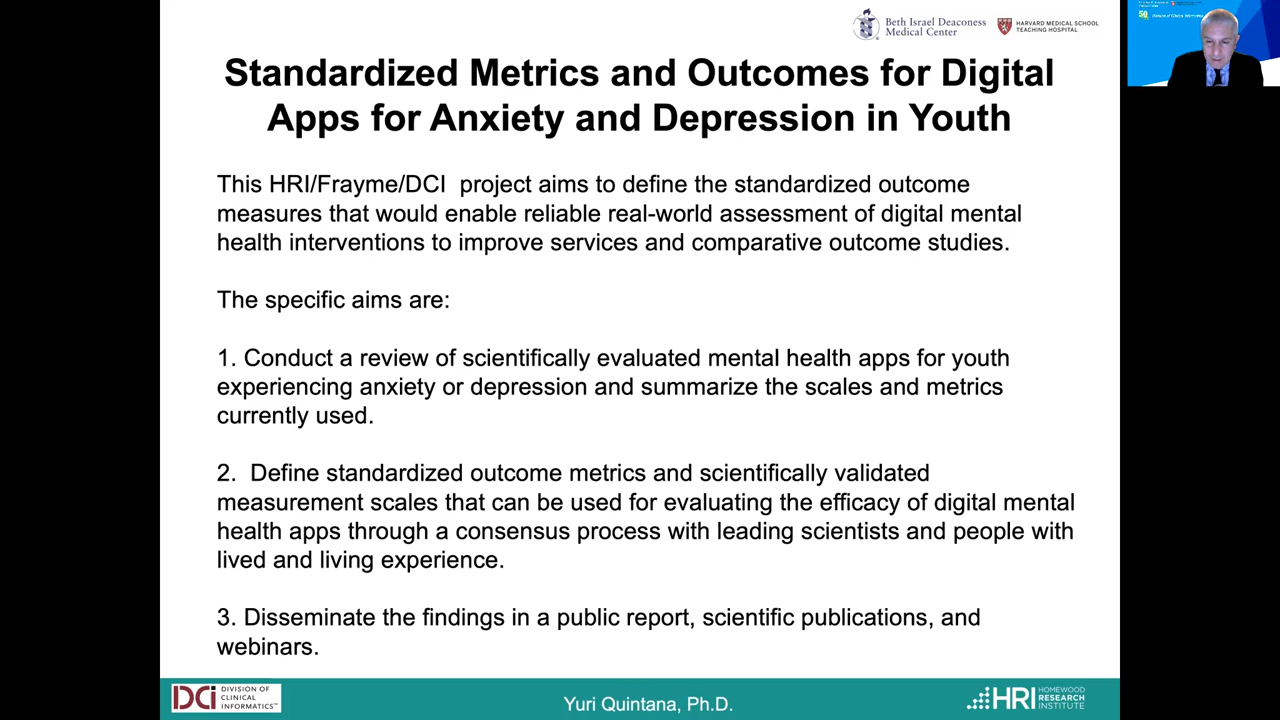 Beth Israel Deaconess
Medical Center
HARVARD MEDICAL SCHOOL
TEACHING HOSPITAL
Standardized Metrics and Outcomes for Digital
Apps for Anxiety and Depression in Youth
This HRI/Frayme/DCI project aims to define the standardized outcome
measures that would enable reliable real-world assessment of digital mental
health interventions to improve services and comparative outcome studies.
The specific aims are:
1. Conduct a review of scientifically evaluated mental health apps for youth
experiencing anxiety or depression and summarize the scales and metrics
currently used.
2. Define standardized outcome metrics and scientifically validated
measurement scales that can be used for evaluating the efficacy of digital mental
health apps through a consensus process with leading scientists and people with
lived and living experience.
3. Disseminate the findings in a public report, scientific publications, and
webinars.
DCi DIVISION OF
CLINICAL
INFORMATICS™
Yuri Quintana, Ph.D.
HRI HOMEWOOD
RESEARCH
INSTITUTE